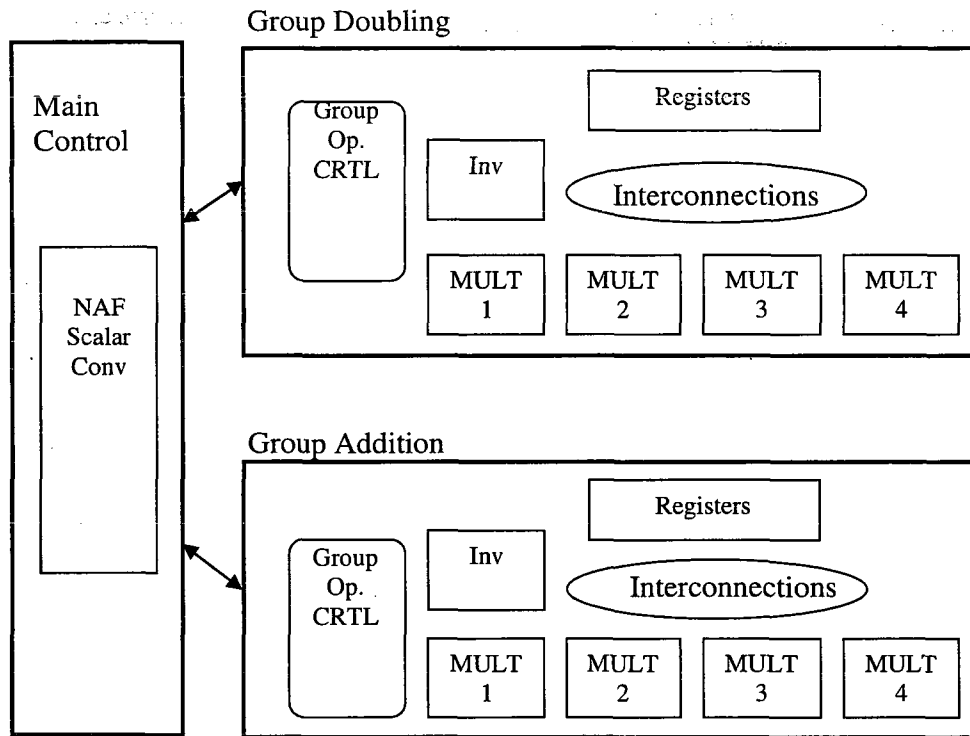 Group Doubling
Main
Control
NAF
Scalar
Conv
Group
Op.
CRTL
Inv
Registers
Interconnections
MULT
1
MULT
2
MULT
3
MULT
4
Group Addition
Group
Op.
CRTL
Inv
Registers
Interconnections
MULT
1
MULT
2
MULT
3
MULT
4